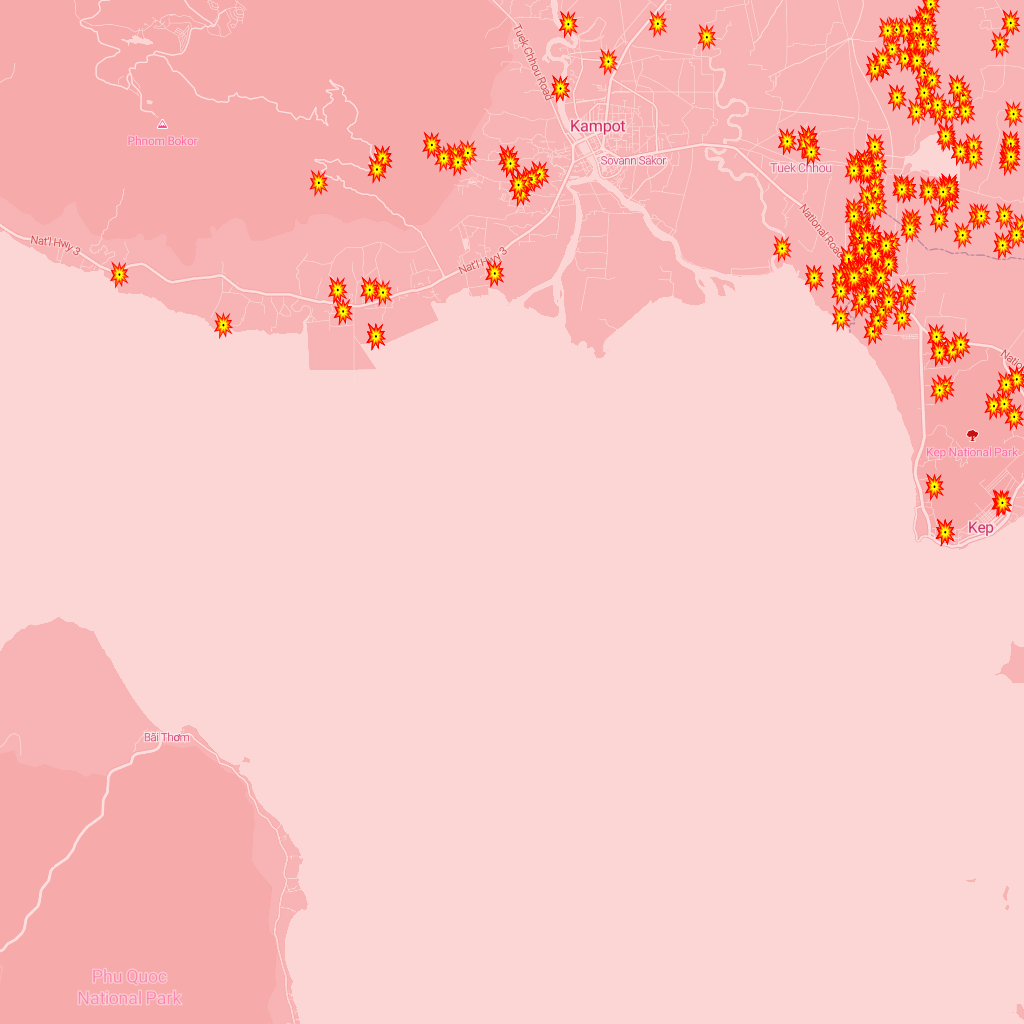 Tuek Chhou Road
Kampot
Phnom Bokor
Sovann Sakor
Tuek Chhou
National Road
Nat'l Hwy 3
Nat'l Hwy 3
Natio
Kep National Park
Kep
Bãi Thơm
Phu Quoc
National Park